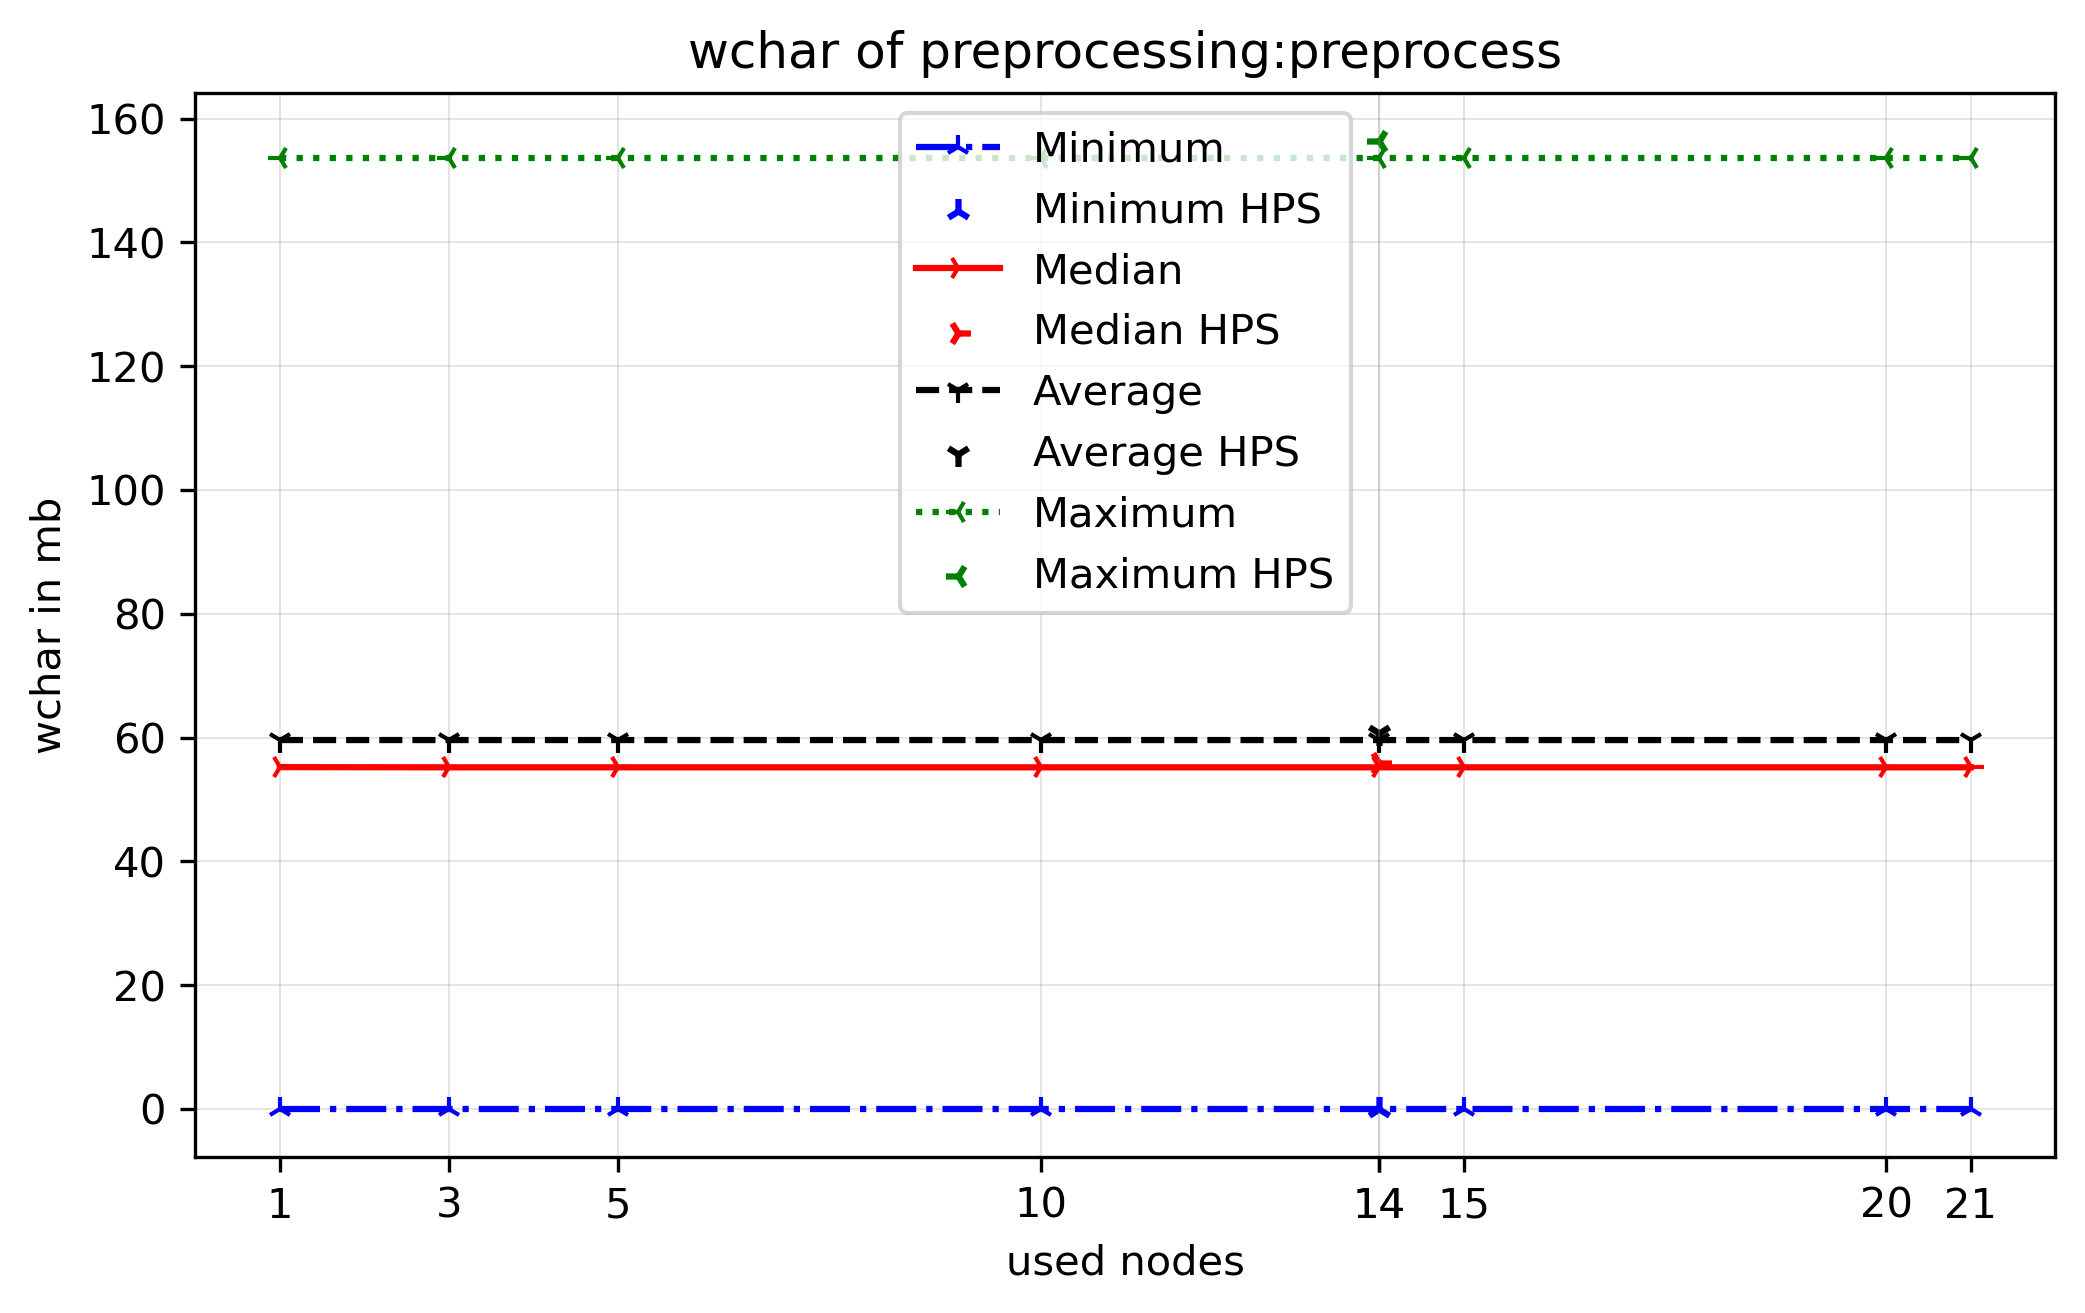 wchar of preprocessing:preprocess
160
140
120
100
80
60
40
20
0
wchar in mb
Minimum
Minimum HPS
Median
Median HPS
Average
Average HPS
Maximum
Maximum HPS
1 3 5 10 14 15 20 21
used nodes